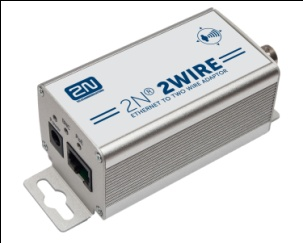 2N
2N® 2WIRE
ETHERNET TO TWO WIRE ADAPTOR